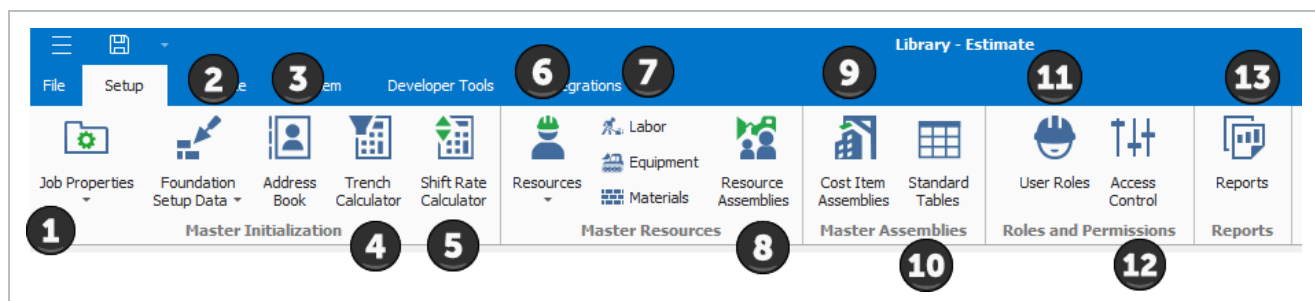 Library - Estimate
File Setup Developer Tools
2 3 6 7 9 11 13
Job Properties
Foundation
Setup Data
Address
Book
Trench
Calculator
Shift Rate
Calculator
Resources
Labor
Equipment
Materials
Resource
Assemblies
Cost Item
Assemblies
Standard
Tables
User Roles
Access
Control
Reports
1
Master Initialization
Master Resources
Master Assemblies
Roles and Permissions
Reports
4 5 8 10 12